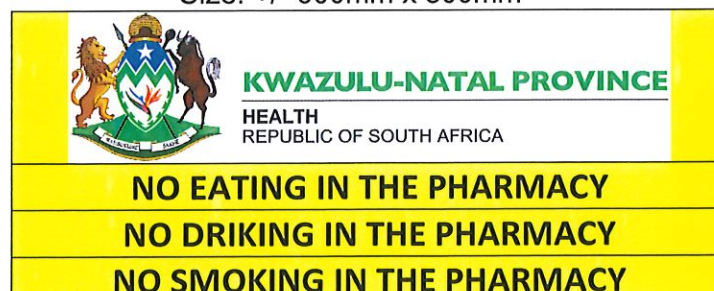 KWAZULU-NATAL PROVINCE
HEALTH
REPUBLIC OF SOUTH AFRICA
NO EATING IN THE PHARMACY
NO DRIKING IN THE PHARMACY
NO SMOKING IN THE PHARMACY